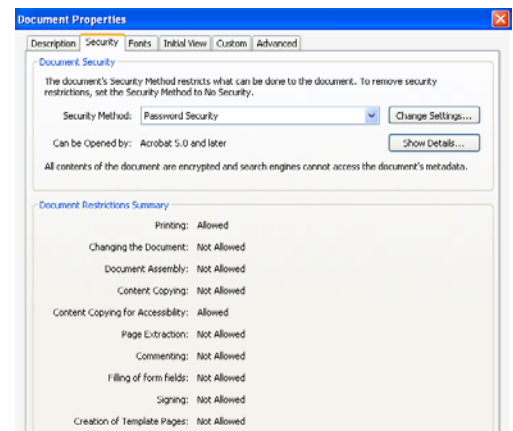 Document Properties
Description Security Fonts Initial View Custom Advanced
Document Security
The document's Security Method restricts what can be done to the document. To remove security
restrictions, set the Security Method to No Security.
Security Method: Password Security Change Settings...
Can be Opened by: Acrobat 5.0 and later Show Details...
All contents of the document are encrypted and search engines cannot access the document's metadata.
Document Restrictions Summary
Printing: Allowed
Changing the Document: Not Allowed
Document Assembly: Not Allowed
Content Copying: Not Allowed
Content Copying for Accessibility: Allowed
Page Extraction: Not Allowed
Commenting: Not Allowed
Filling of form fields: Not Allowed
Signing: Not Allowed
Creation of Template Pages: Not Allowed